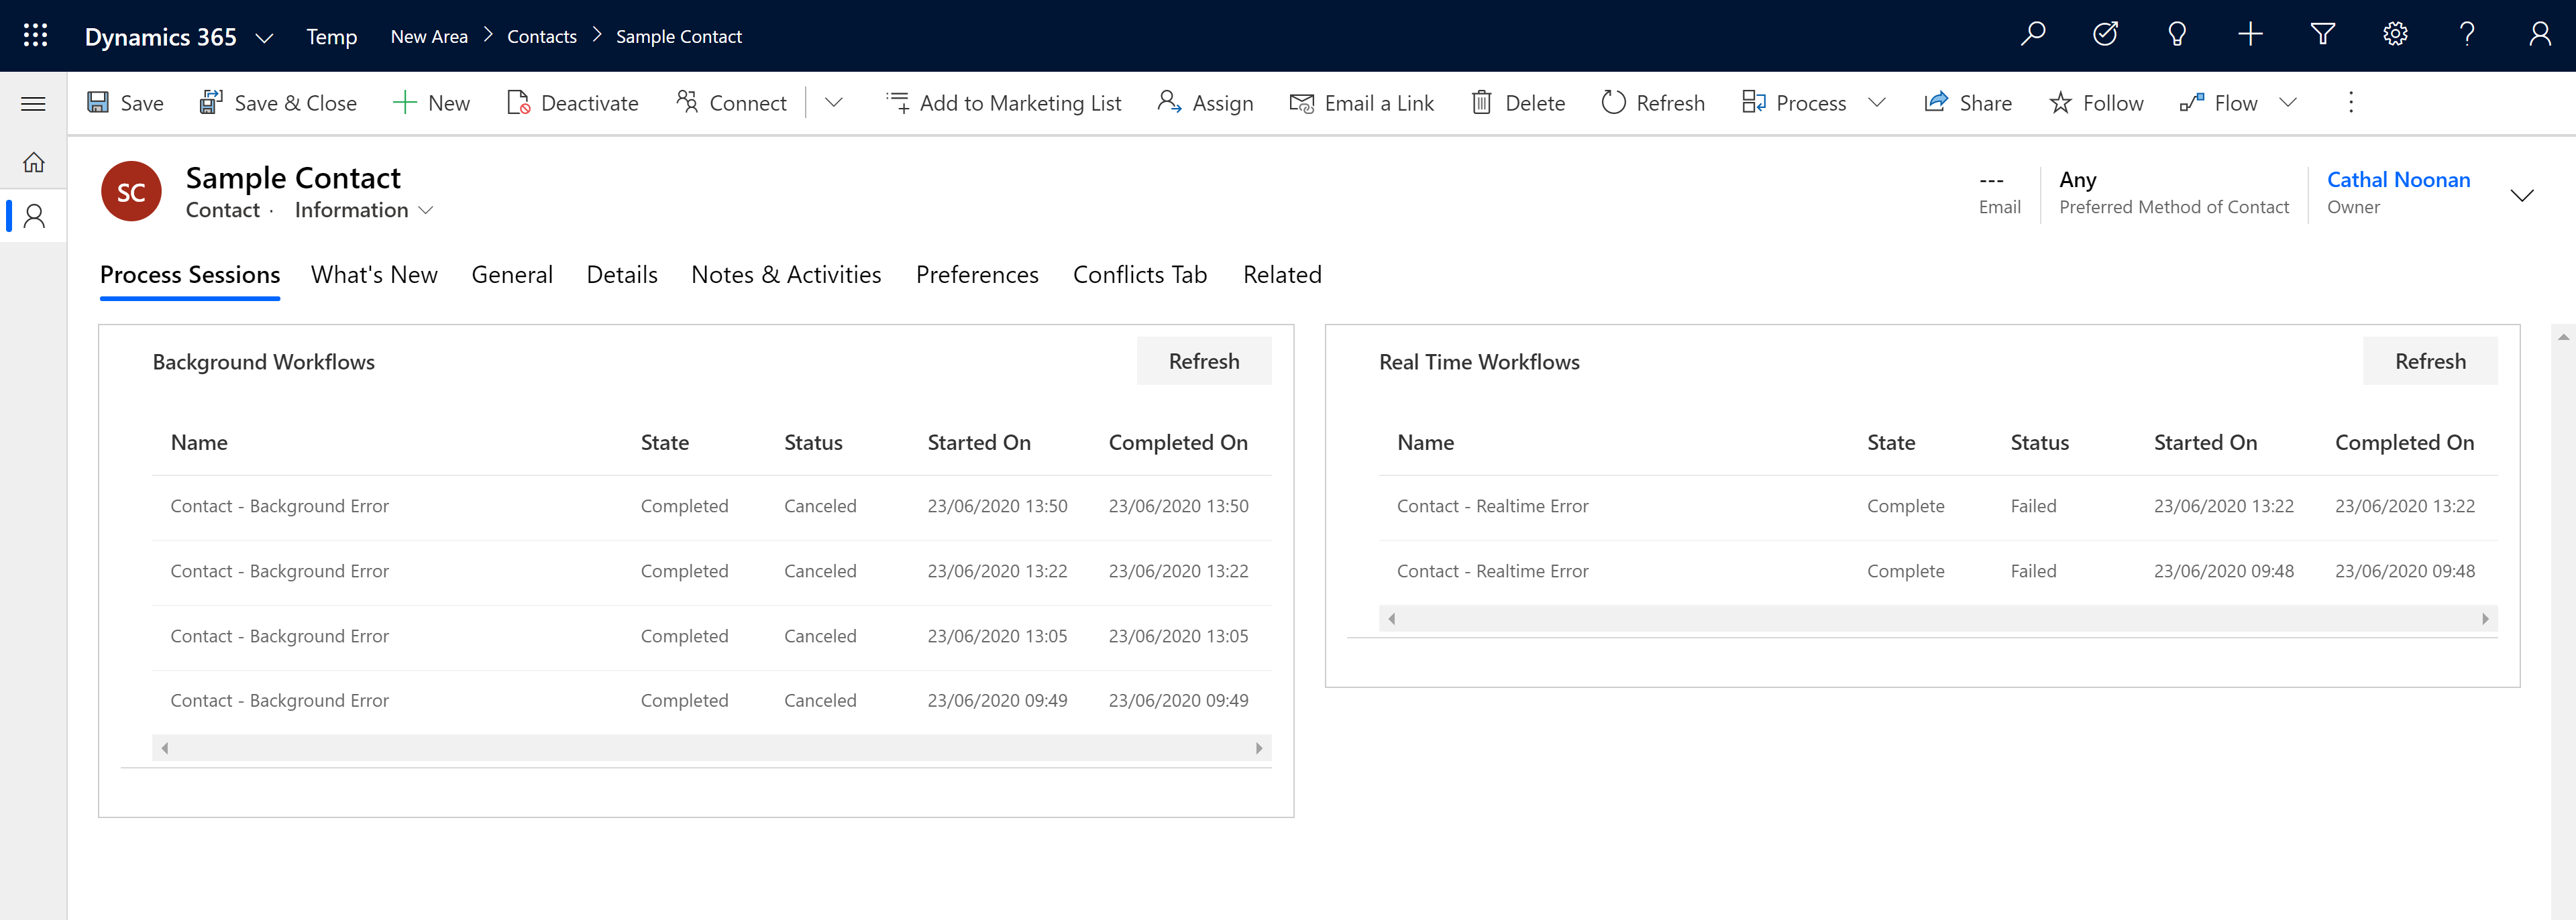 Dynamics 365 Temp New Area Contacts Sample Contact
Save Save & Close New Deactivate Connect Add to Marketing List Assign Email a Link Delete Refresh Process Share Follow Flow
SC
Sample Contact
Contact · Information
---
Email
Any
Preferred Method of Contact
Cathal Noonan
Owner
Process Sessions What's New General Details Notes & Activities Preferences Conflicts Tab Related
Background Workflows Refresh
Name State Status Started On Completed On
Contact - Background Error Completed Canceled 23/06/2020 13:50 23/06/2020 13:50
Contact - Background Error Completed Canceled 23/06/2020 13:22 23/06/2020 13:22
Contact - Background Error Completed Canceled 23/06/2020 13:05 23/06/2020 13:05
Contact - Background Error Completed Canceled 23/06/2020 09:49 23/06/2020 09:49
Real Time Workflows Refresh
Name State Status Started On Completed On
Contact - Realtime Error Complete Failed 23/06/2020 13:22 23/06/2020 13:22
Contact - Realtime Error Complete Failed 23/06/2020 09:48 23/06/2020 09:48